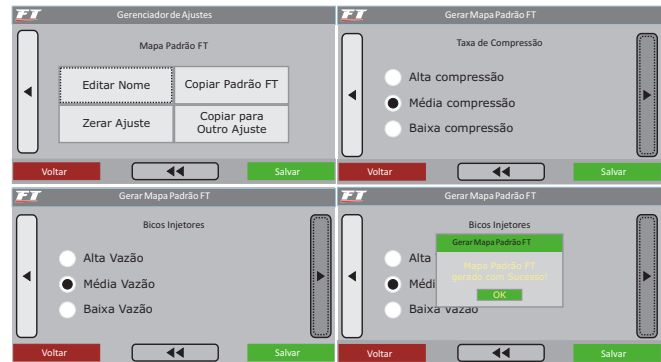 FT
Gerenciador de Ajustes
Mapa Padrão FT
Editar Nome
Copiar Padrão FT
Zerar Ajuste
Copiar para
Outro Ajuste
Voltar
Salvar
FT
Gerar Mapa Padrão FT
Taxa de Compressão
Alta compressão
Média compressão
Baixa compressão
Voltar
Salvar
FT
Gerar Mapa Padrão FT
Bicos Injetores
Alta Vazão
Média Vazão
Baixa Vazão
Voltar
Salvar
FT
Gerar Mapa Padrão FT
Bicos Injetores
Gerar Mapa Padrão FT
Alta
Mapa Padrão FT
gerado com Sucesso!
Médi
OK
Baixa Vazão
Voltar
Salvar